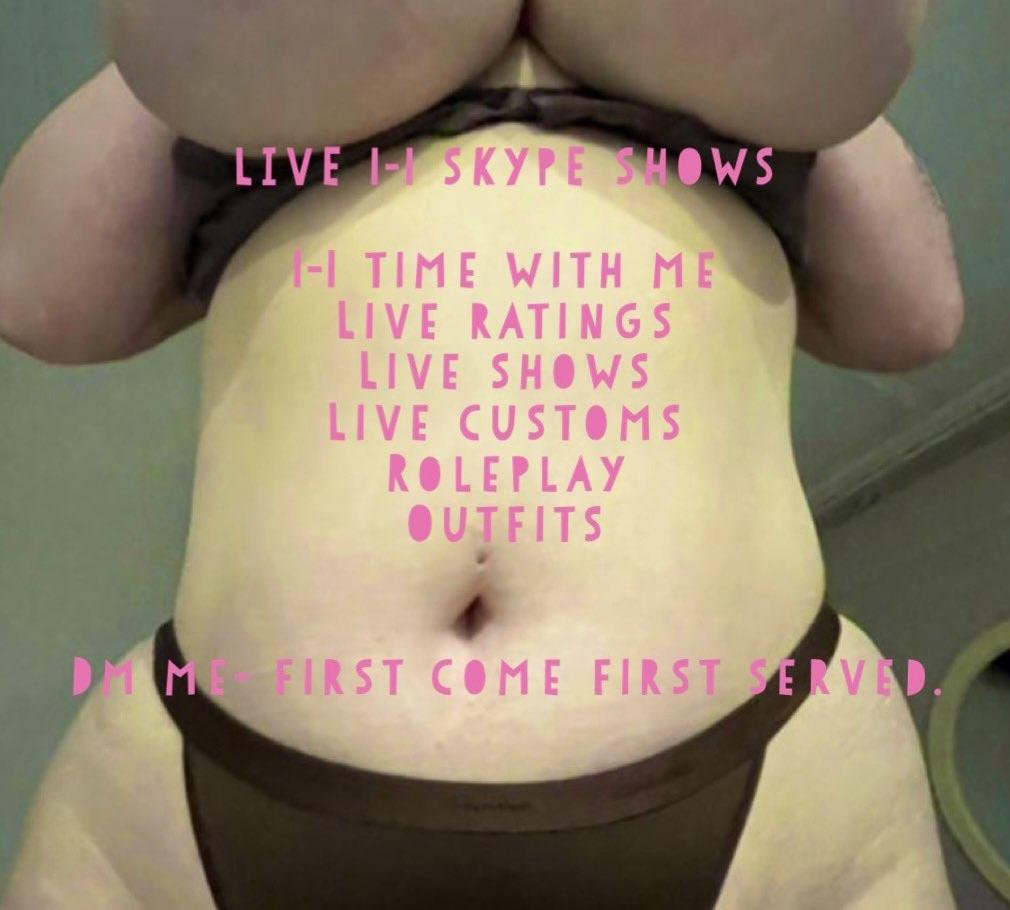 LIVE 1-1 SKYPE SHOWS
1-1 TIME WITH ME
LIVE RATINGS
LIVE SHOWS
LIVE CUSTOMS
ROLEPLAY
OUTFITS
DM ME- FIRST COME FIRST SERVED.